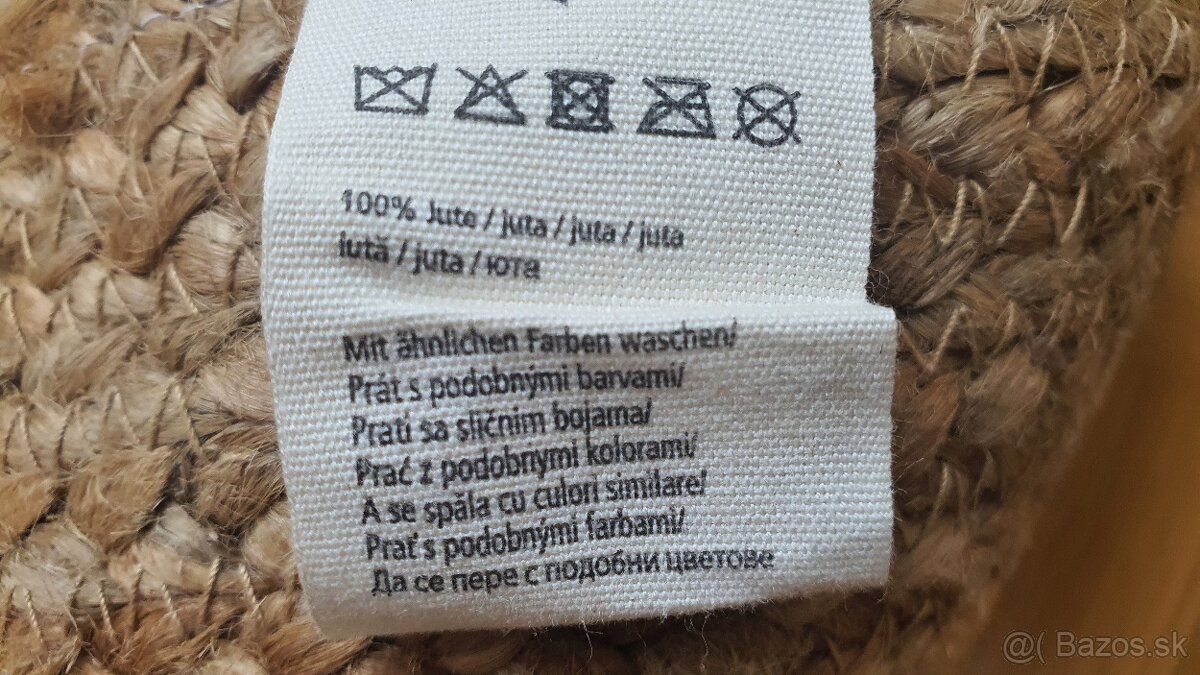 100% Jute / juta / juta / juta
iută / juta / юта
Mit ähnlichen Farben waschen/
Prát s podobnými barvami/
Prati sa sličnim bojama/
Prać z podobnymi kolorami/
A se spăla cu culori similare/
Prať s podobnými farbami/
Да се пере с подобни цветове
@( Bazos.sk